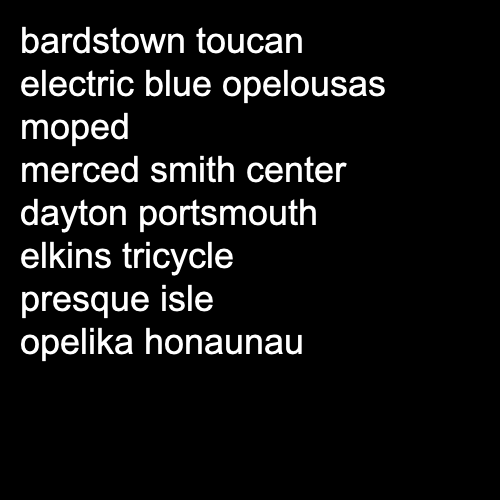 bardstown toucan
electric blue opelousas
moped
merced smith center
dayton portsmouth
elkins tricycle
presque isle
opelika honaunau